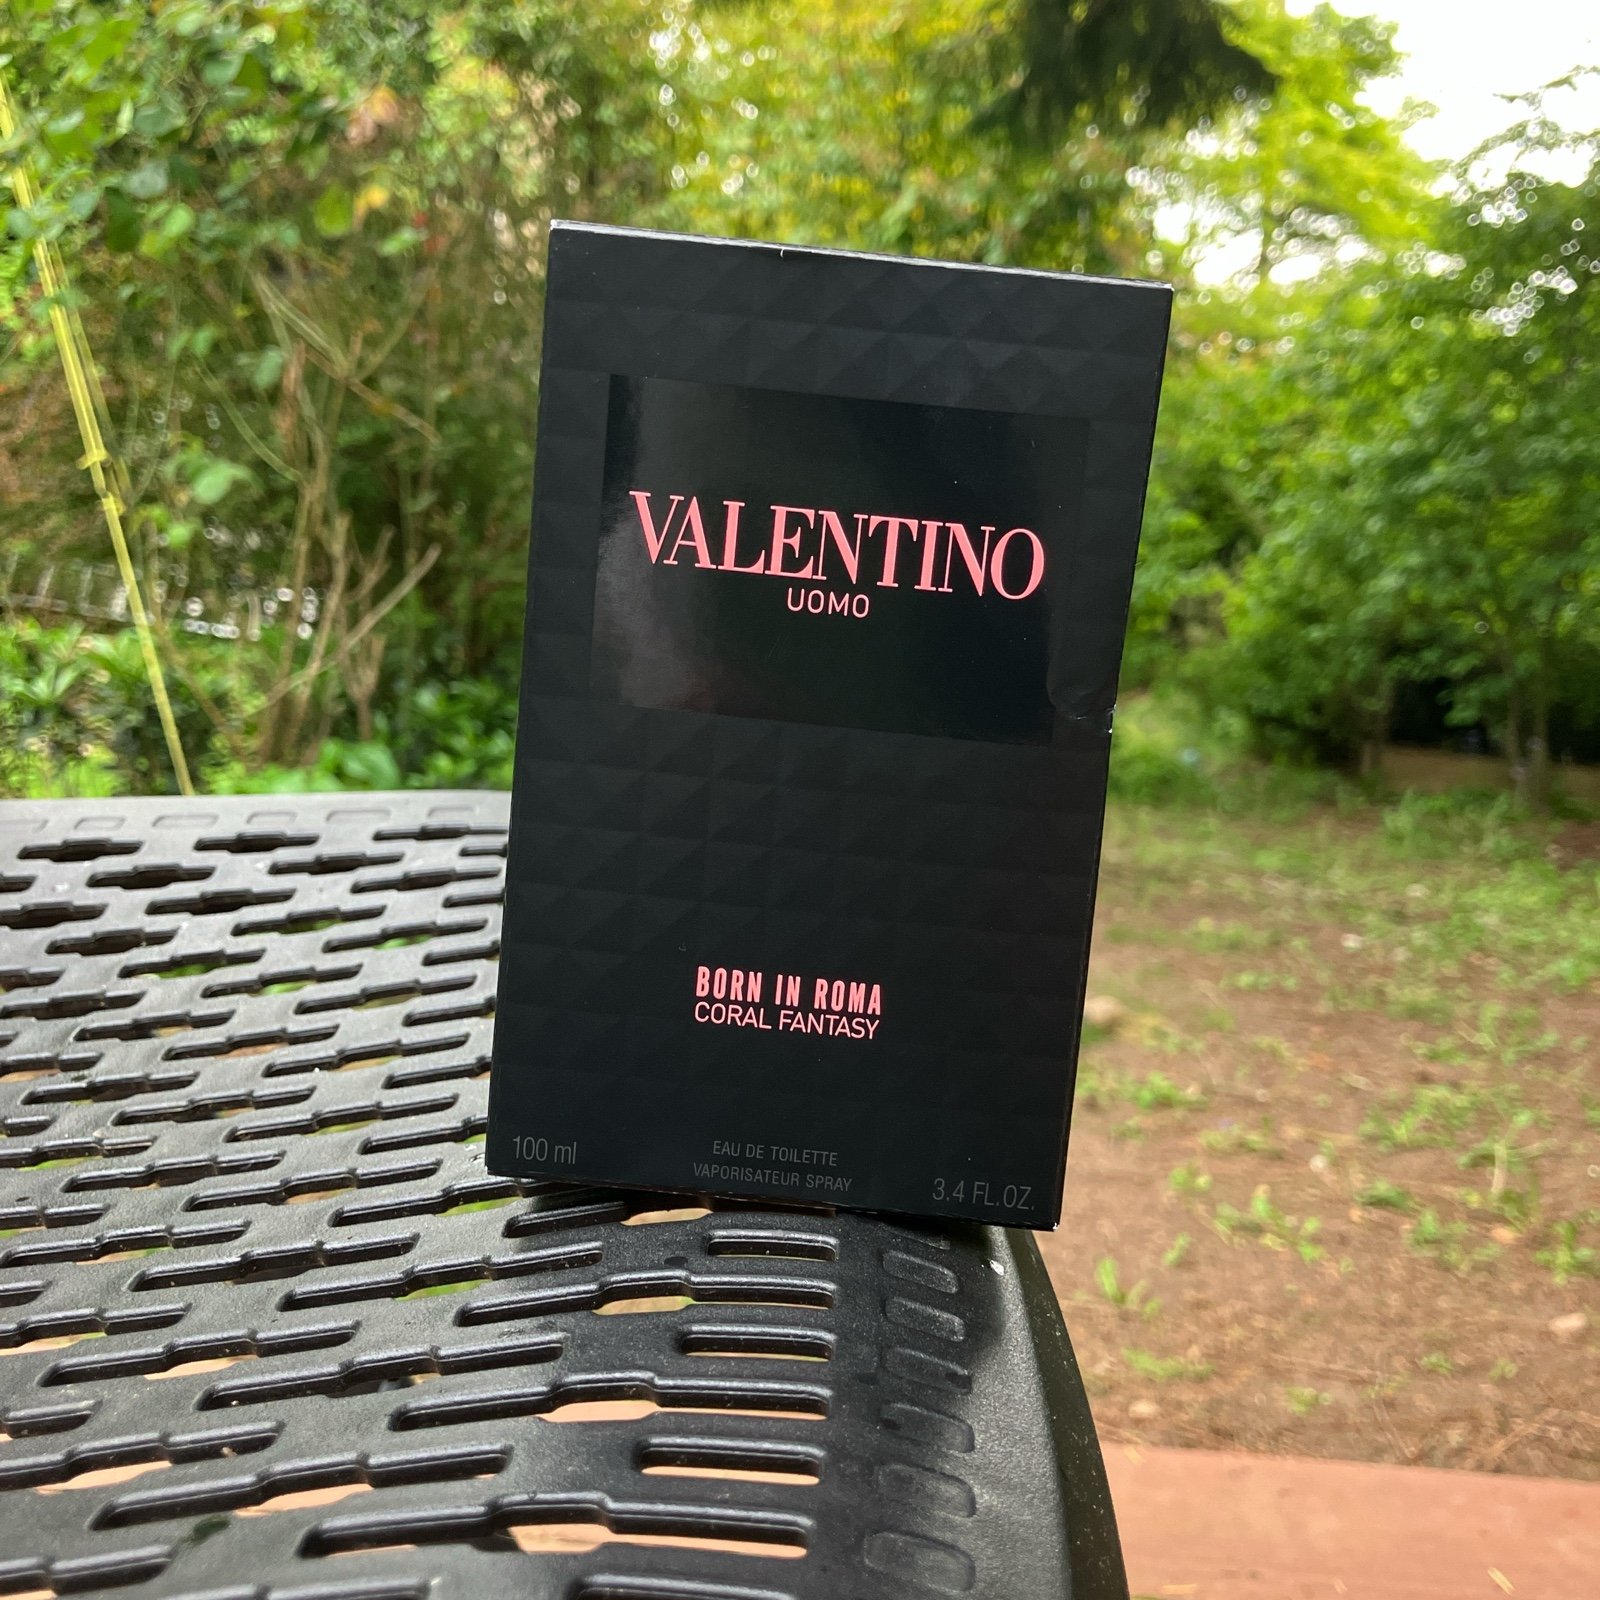 VALENTINO
UOMO
BORN IN ROMA
CORAL FANTASY
100 ml
EAU DE TOILETTE
VAPORISATEUR SPRAY
3.4 FL.OZ.